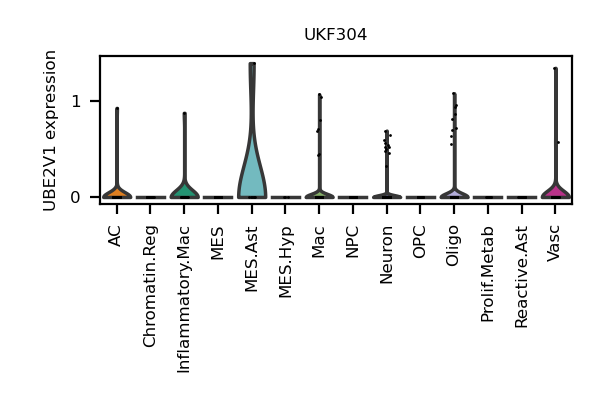 UKF304
UBE2V1 expression
1
0
AC
Chromatin.Reg
Inflammatory.Mac
MES
MES.Ast
MES.Hyp
Mac
NPC
Neuron
OPC
Oligo
Prolif.Metab
Reactive.Ast
Vasc